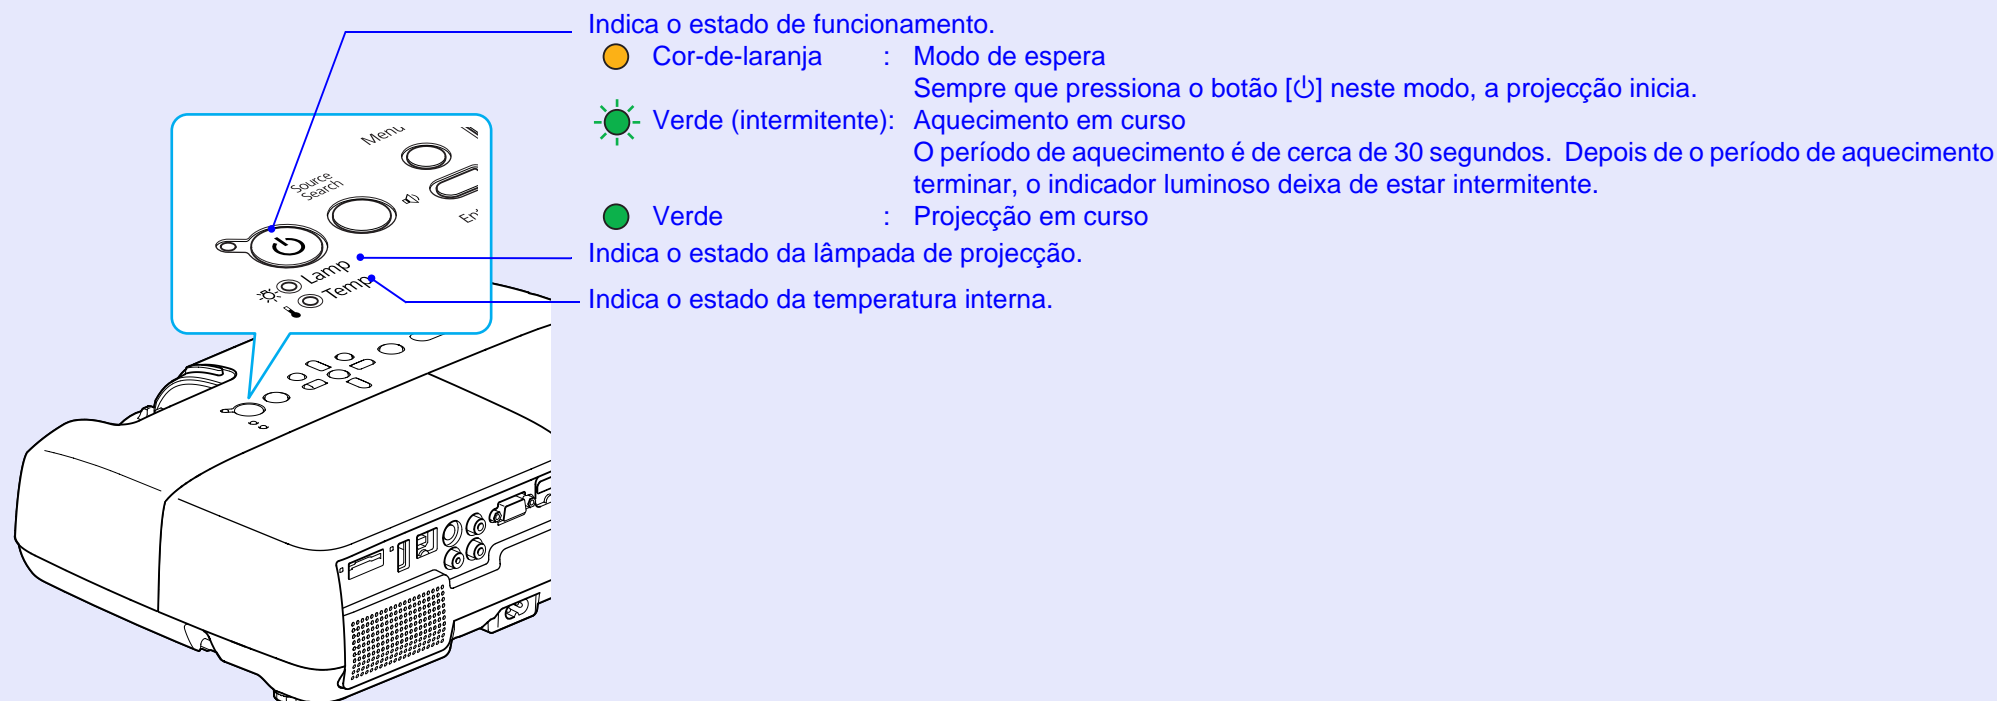 Indica o estado de funcionamento.
Cor-de-laranja : Modo de espera
Sempre que pressiona o botão [⏻] neste modo, a projecção inicia.
Verde (intermitente): Aquecimento em curso
O período de aquecimento é de cerca de 30 segundos. Depois de o período de aquecimento
terminar, o indicador luminoso deixa de estar intermitente.
Verde : Projecção em curso
Indica o estado da lâmpada de projecção.
Indica o estado da temperatura interna.
Menu
Source
Search
Lamp
Temp